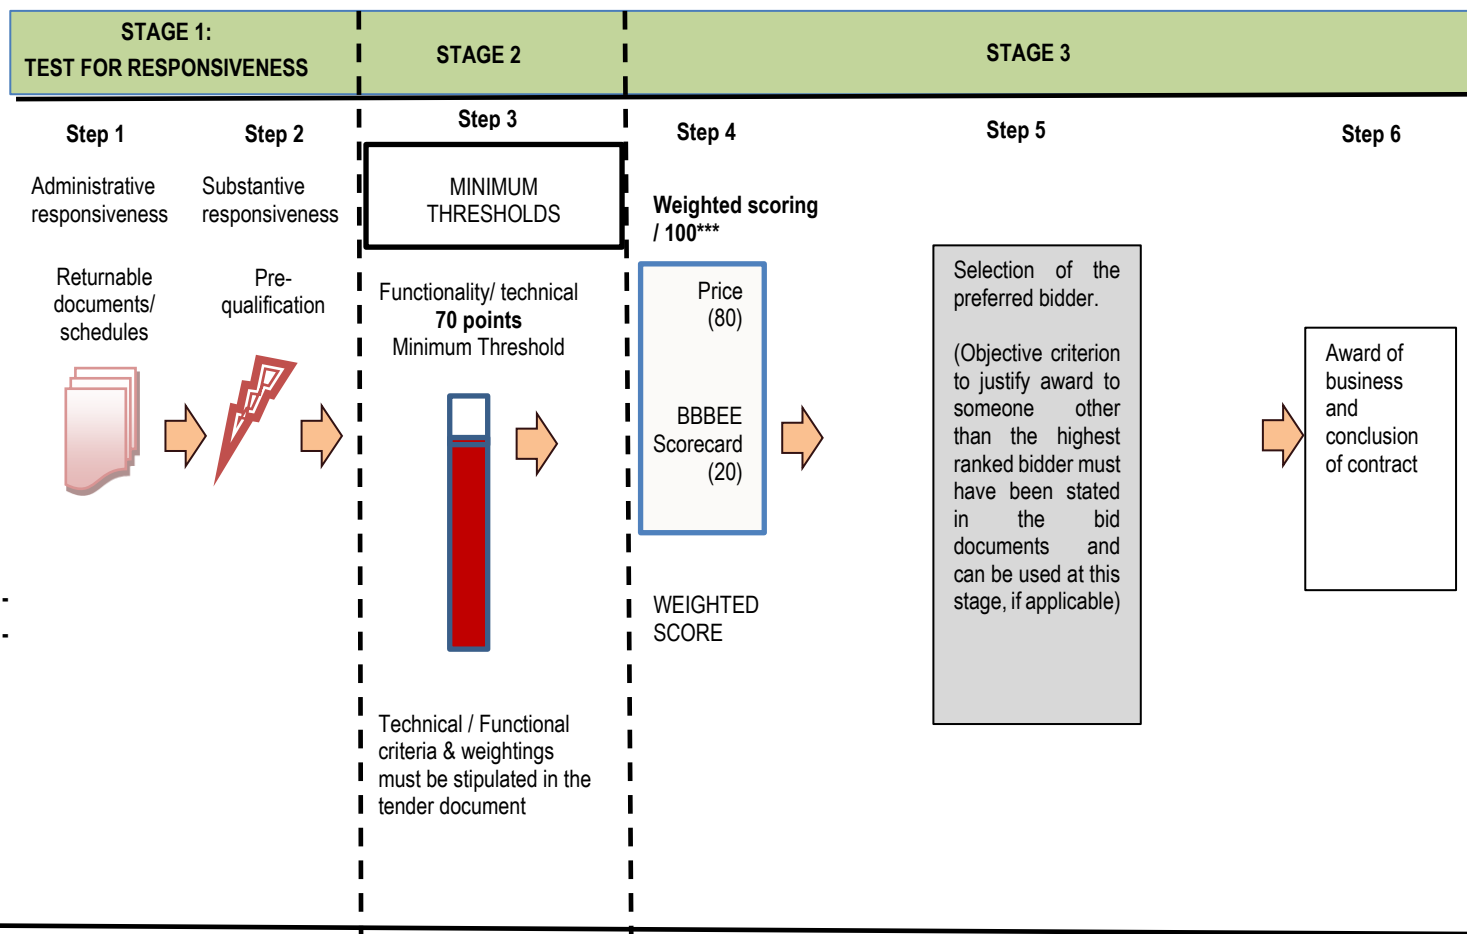 STAGE 1:
TEST FOR RESPONSIVENESS
STAGE 2
STAGE 3
Step 1
Administrative
responsiveness
Returnable
documents/
schedules
Step 2
Substantive
responsiveness
Pre-
qualification
Step 3
MINIMUM
THRESHOLDS
Functionality/ technical
70 points
Minimum Threshold
Technical / Functional
criteria & weightings
must be stipulated in the
tender document
Step 4
Weighted scoring
/ 100***
Price
(80)
BBBEE
Scorecard
(20)
WEIGHTED
SCORE
Step 5
Selection of the
preferred bidder.
(Objective criterion
to justify award to
someone other
than the highest
ranked bidder must
have been stated
in the bid
documents and
can be used at this
stage, if applicable)
Step 6
Award of
business
and
conclusion
of contract
-
-